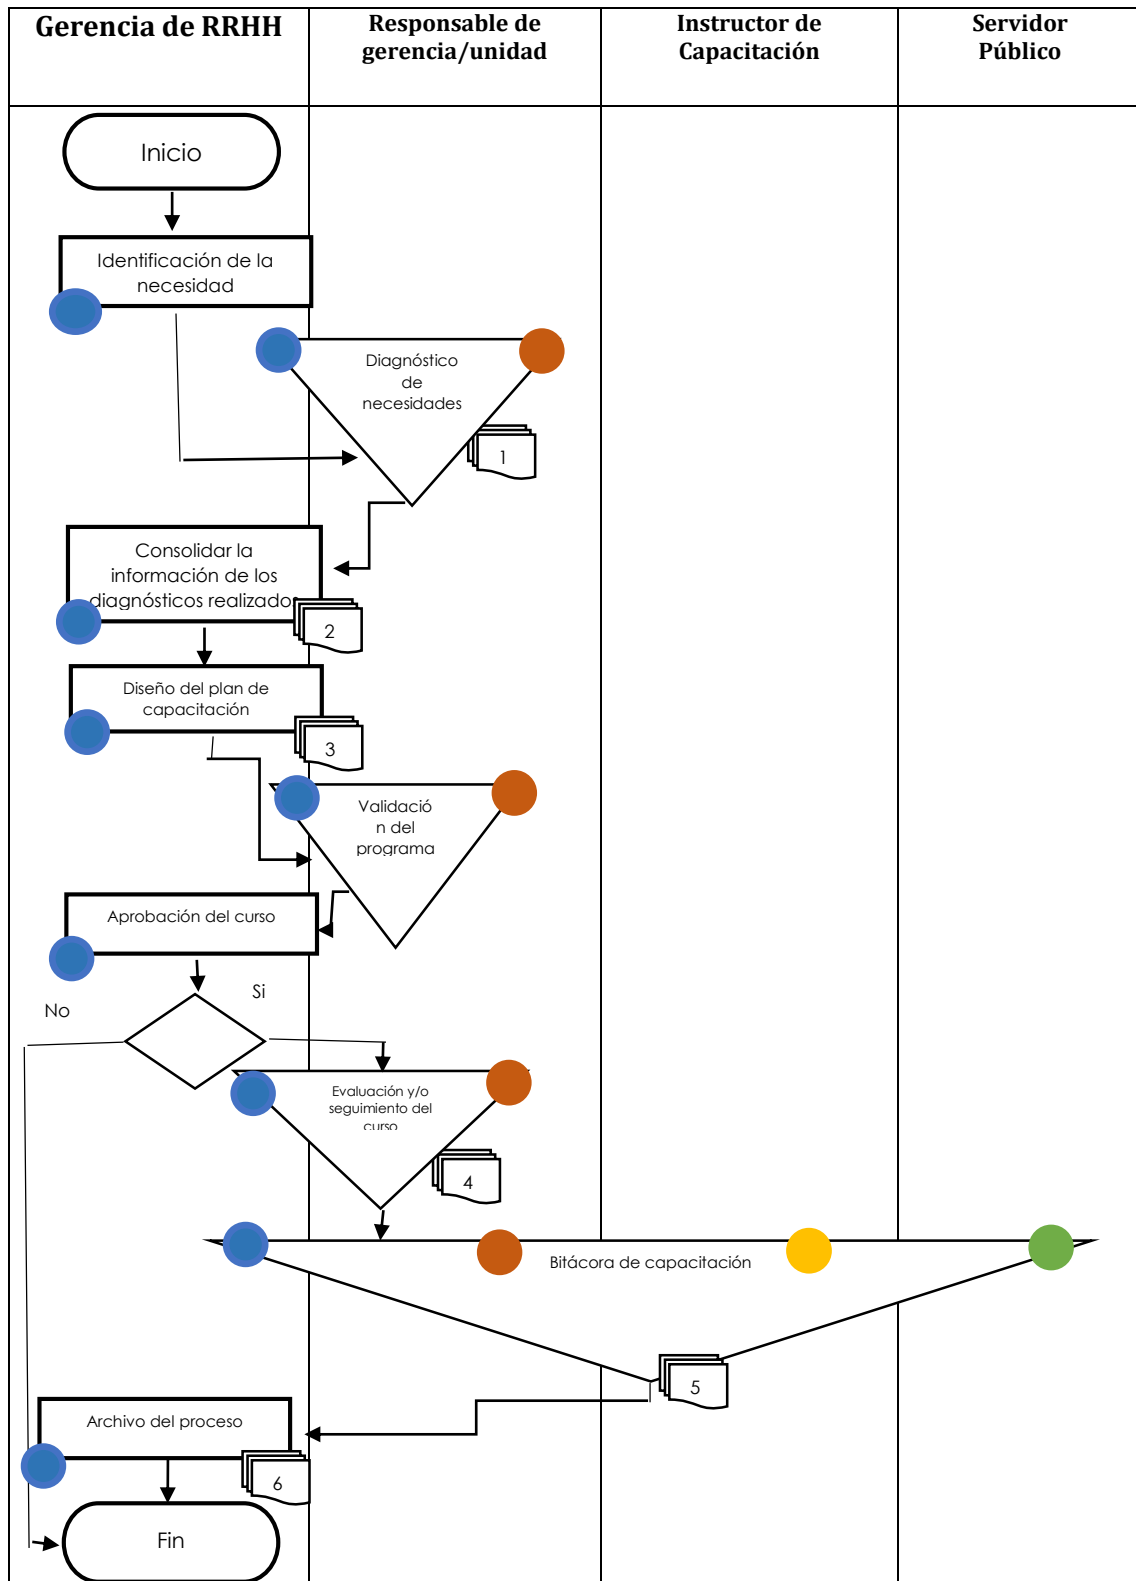 Gerencia de RRHH
Responsable de
gerencia/unidad
Instructor de
Capacitación
Servidor
Público
Inicio
Identificación de la
necesidad
Diagnóstico
de
necesidades
1
Consolidar la
información de los
diagnósticos realizados
2
Diseño del plan de
capacitación
3
Validació
n del
programa
Aprobación del curso
Si
No
Evaluación y/o
seguimiento del
curso
4
Bitácora de capacitación
5
Archivo del proceso
6
Fin